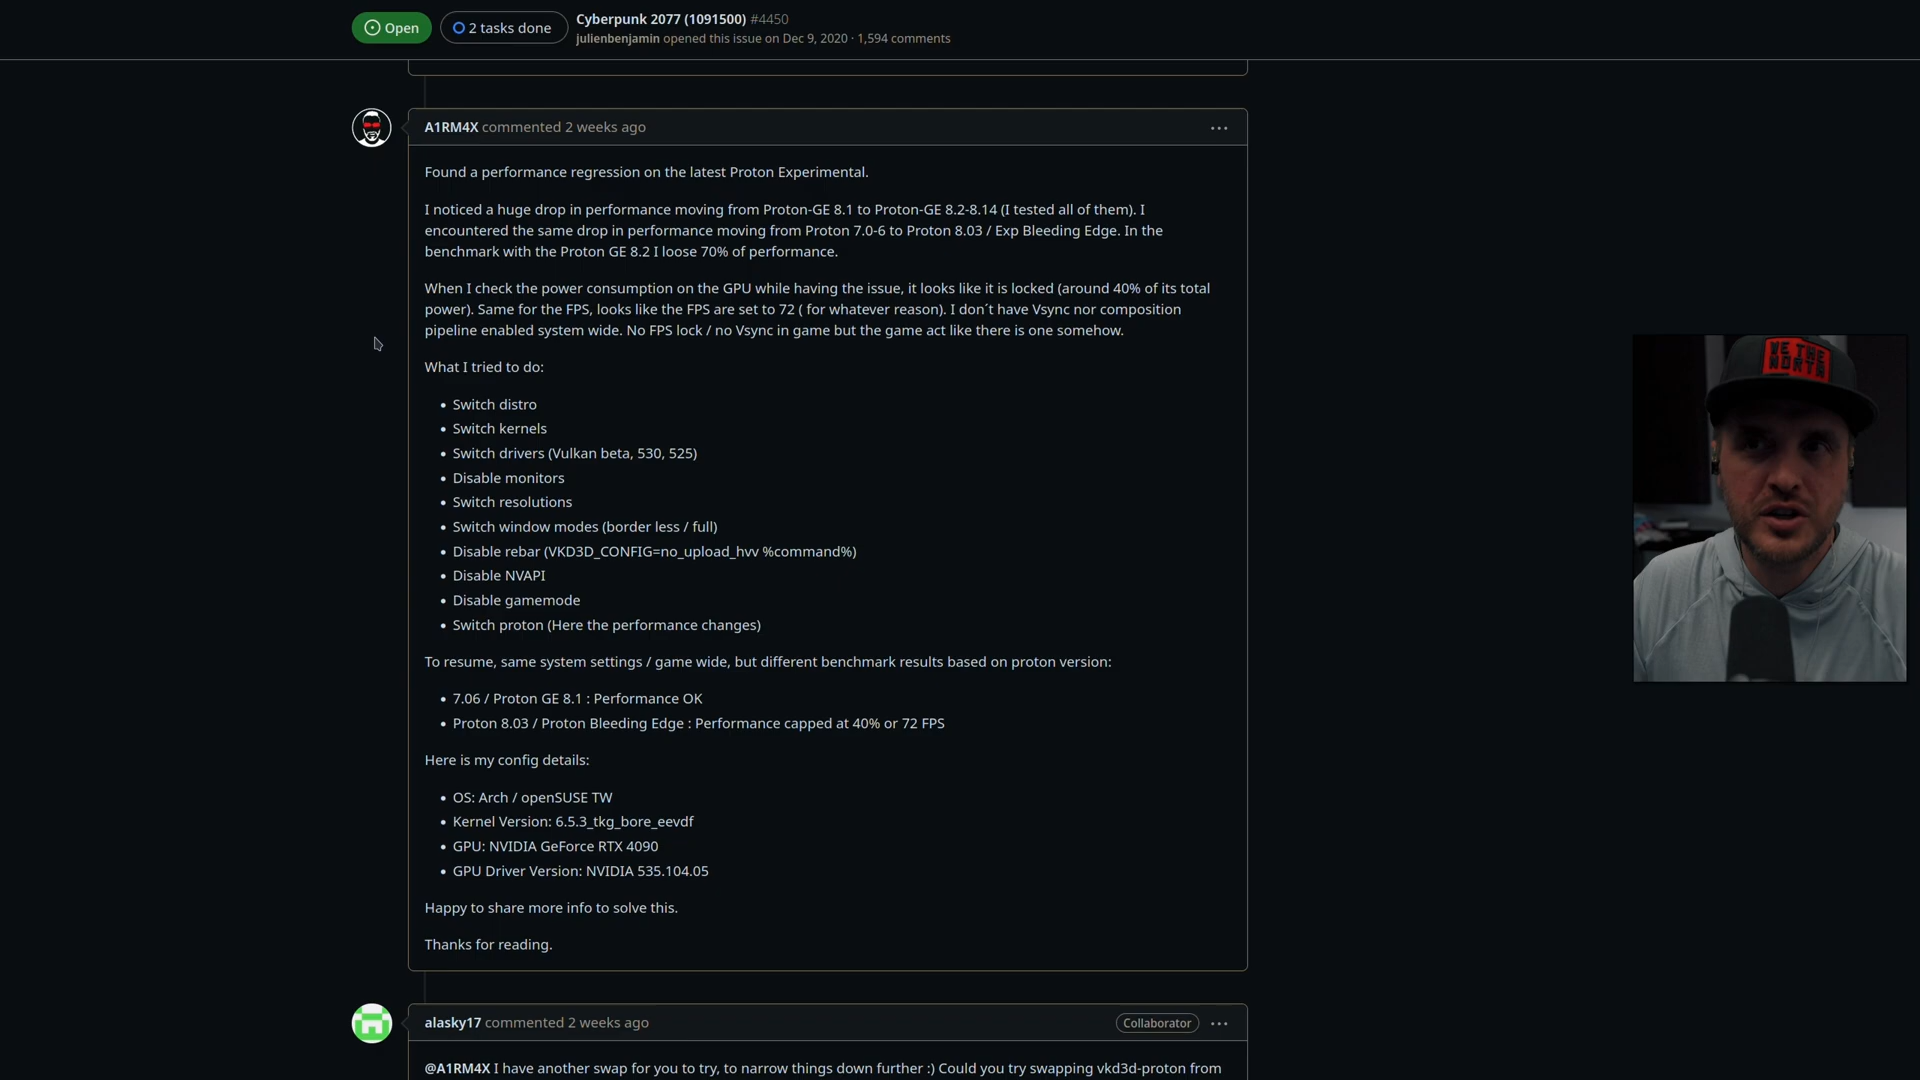 Open
2 tasks done
Cyberpunk 2077 (1091500) #4450
julienbenjamin opened this issue on Dec 9, 2020 · 1,594 comments
A1RM4X commented 2 weeks ago
Found a performance regression on the latest Proton Experimental.
I noticed a huge drop in performance moving from Proton-GE 8.1 to Proton-GE 8.2-8.14 (I tested all of them). I
encountered the same drop in performance moving from Proton 7.0-6 to Proton 8.03 / Exp Bleeding Edge. In the
benchmark with the Proton GE 8.2 I loose 70% of performance.
When I check the power consumption on the GPU while having the issue, it looks like it is locked (around 40% of its total
power). Same for the FPS, looks like the FPS are set to 72 ( for whatever reason). I don´t have Vsync nor composition
pipeline enabled system wide. No FPS lock / no Vsync in game but the game act like there is one somehow.
What I tried to do:
• Switch distro
• Switch kernels
• Switch drivers (Vulkan beta, 530, 525)
• Disable monitors
• Switch resolutions
• Switch window modes (border less / full)
• Disable rebar (VKD3D_CONFIG=no_upload_hvv %command%)
• Disable NVAPI
• Disable gamemode
• Switch proton (Here the performance changes)
To resume, same system settings / game wide, but different benchmark results based on proton version:
• 7.06 / Proton GE 8.1 : Performance OK
• Proton 8.03 / Proton Bleeding Edge : Performance capped at 40% or 72 FPS
Here is my config details:
• OS: Arch / openSUSE TW
• Kernel Version: 6.5.3_tkg_bore_eevdf
• GPU: NVIDIA GeForce RTX 4090
• GPU Driver Version: NVIDIA 535.104.05
Happy to share more info to solve this.
Thanks for reading.
alasky17 commented 2 weeks ago
Collaborator
@A1RM4X I have another swap for you to try, to narrow things down further :) Could you try swapping vkd3d-proton from
WE THE
NORTH